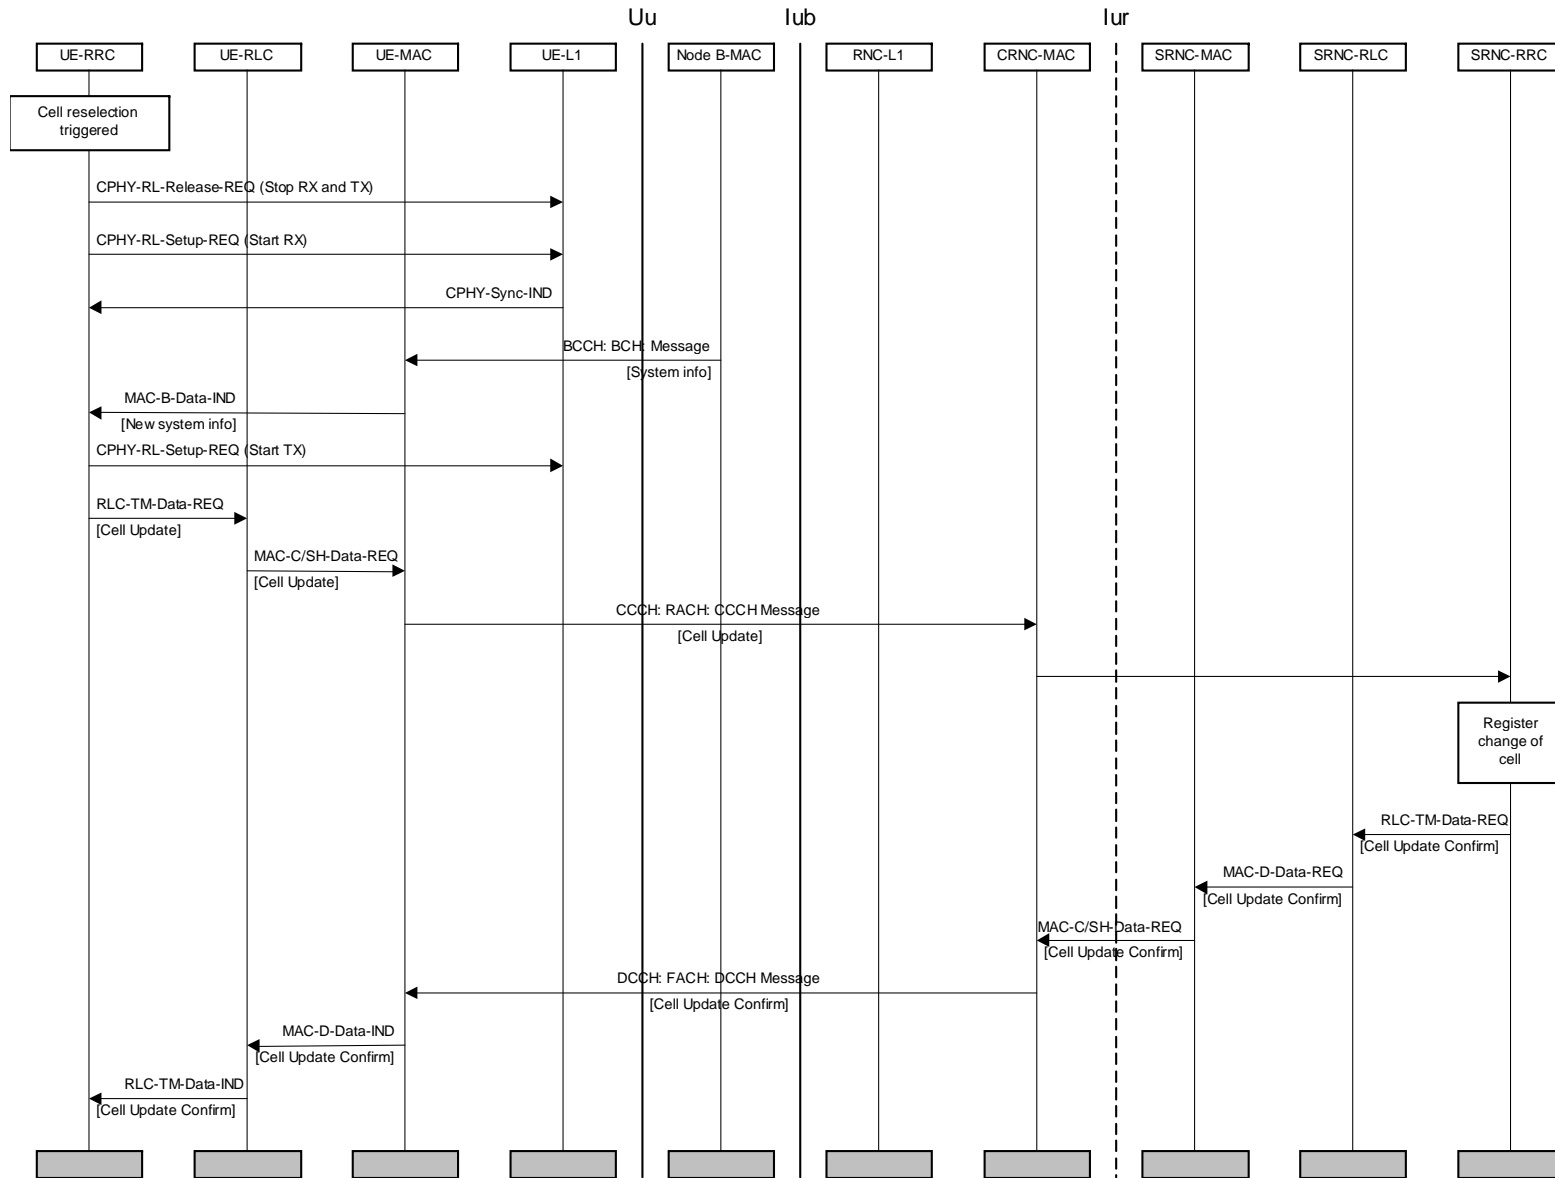 Uu
Iub
Iur
UE-RRC
UE-RLC
UE-MAC
UE-L1
Node B-MAC
RNC-L1
CRNC-MAC
SRNC-MAC
SRNC-RLC
SRNC-RRC
Cell reselection
triggered
CPHY-RL-Release-REQ (Stop RX and TX)
CPHY-RL-Setup-REQ (Start RX)
CPHY-Sync-IND
BCCH: BCH: Message
[System info]
MAC-B-Data-IND
[New system info]
CPHY-RL-Setup-REQ (Start TX)
RLC-TM-Data-REQ
[Cell Update]
MAC-C/SH-Data-REQ
[Cell Update]
CCCH: RACH: CCCH Message
[Cell Update]
Register
change of
cell
RLC-TM-Data-REQ
[Cell Update Confirm]
MAC-D-Data-REQ
[Cell Update Confirm]
MAC-C/SH-Data-REQ
[Cell Update Confirm]
DCCH: FACH: DCCH Message
[Cell Update Confirm]
MAC-D-Data-IND
[Cell Update Confirm]
RLC-TM-Data-IND
[Cell Update Confirm]